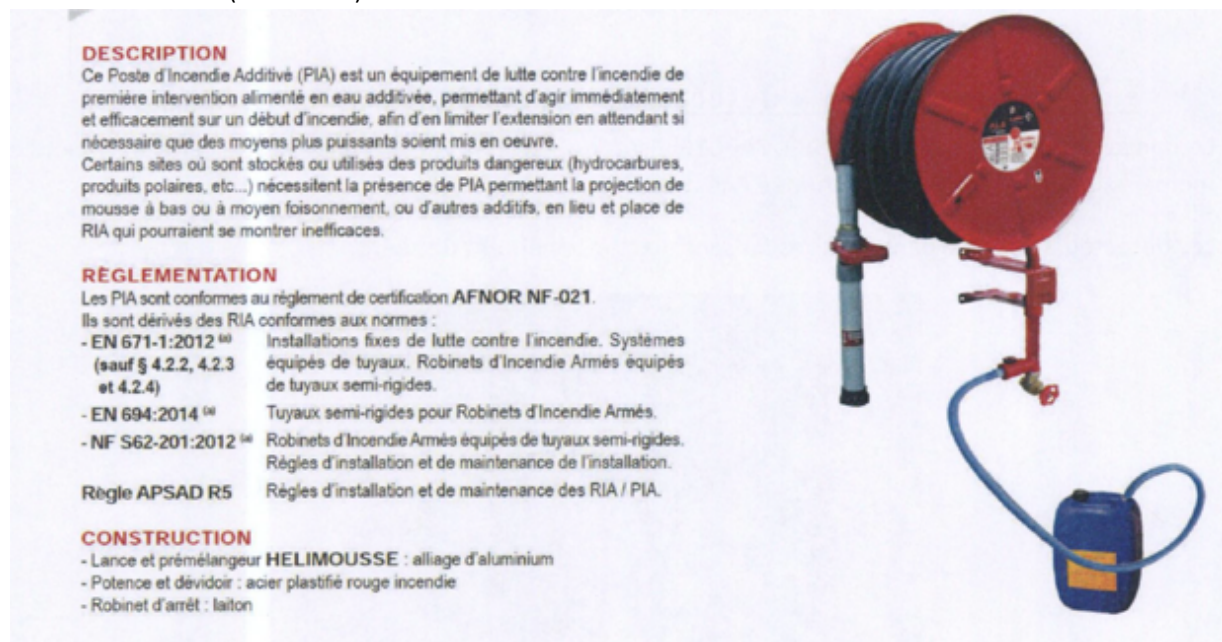 DESCRIPTION
Ce Poste d'Incendie Additivé (PIA) est un équipement de lutte contre l'incendie de
première intervention alimenté en eau additivée, permettant d'agir immédiatement
et efficacement sur un début d'incendie, afin d'en limiter l'extension en attendant si
nécessaire que des moyens plus puissants soient mis en oeuvre.
Certains sites où sont stockés ou utilisés des produits dangereux (hydrocarbures,
produits polaires, etc...) nécessitent la présence de PIA permettant la projection de
mousse à bas ou à moyen foisonnement, ou d'autres additifs, en lieu et place de
RIA qui pourraient se montrer inefficaces.
RÈGLEMENTATION
Les PIA sont conformes au règlement de certification AFNOR NF-021.
Ils sont dérivés des RIA conformes aux normes :
- EN 671-1:2012 (a) Installations fixes de lutte contre l'incendie. Systèmes
(sauf § 4.2.2, 4.2.3 équipés de tuyaux. Robinets d'Incendie Armés équipés
et 4.2.4) de tuyaux semi-rigides.
- EN 694:2014 (a) Tuyaux semi-rigides pour Robinets d'Incendie Armés.
- NF S62-201:2012 (a) Robinets d'Incendie Armés équipés de tuyaux semi-rigides.
Règles d'installation et de maintenance de l'installation.
Règle APSAD R5 Règles d'installation et de maintenance des RIA / PIA.
CONSTRUCTION
- Lance et prémélangeur HELIMOUSSE : alliage d'aluminium
- Potence et dévidoir : acier plastifié rouge incendie
- Robinet d'arrêt : laiton